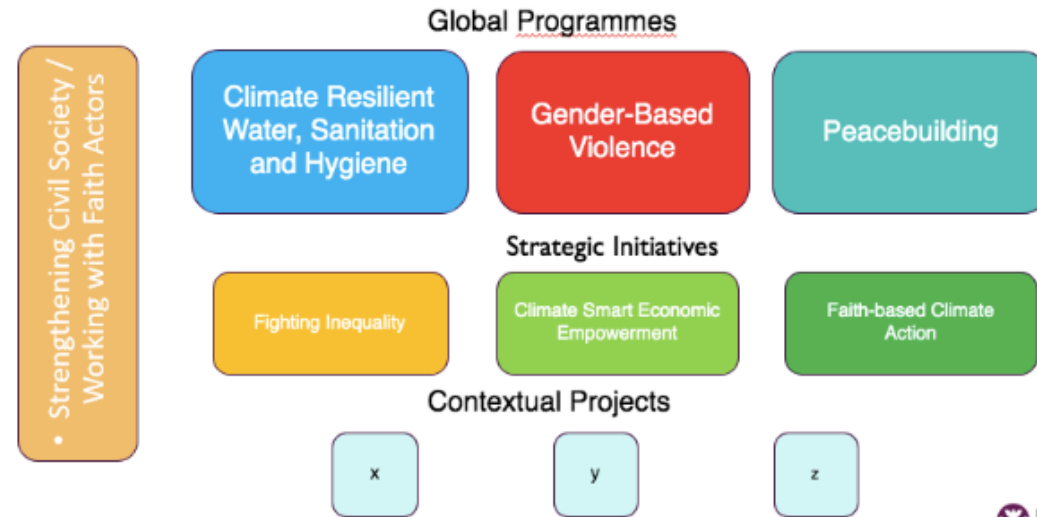 Global Programmes
• Strengthening Civil Society /
Working with Faith Actors
Climate Resilient
Water, Sanitation
and Hygiene
Gender-Based
Violence
Peacebuilding
Strategic Initiatives
Fighting Inequality
Climate Smart Economic
Empowerment
Faith-based Climate
Action
Contextual Projects
x
y
z